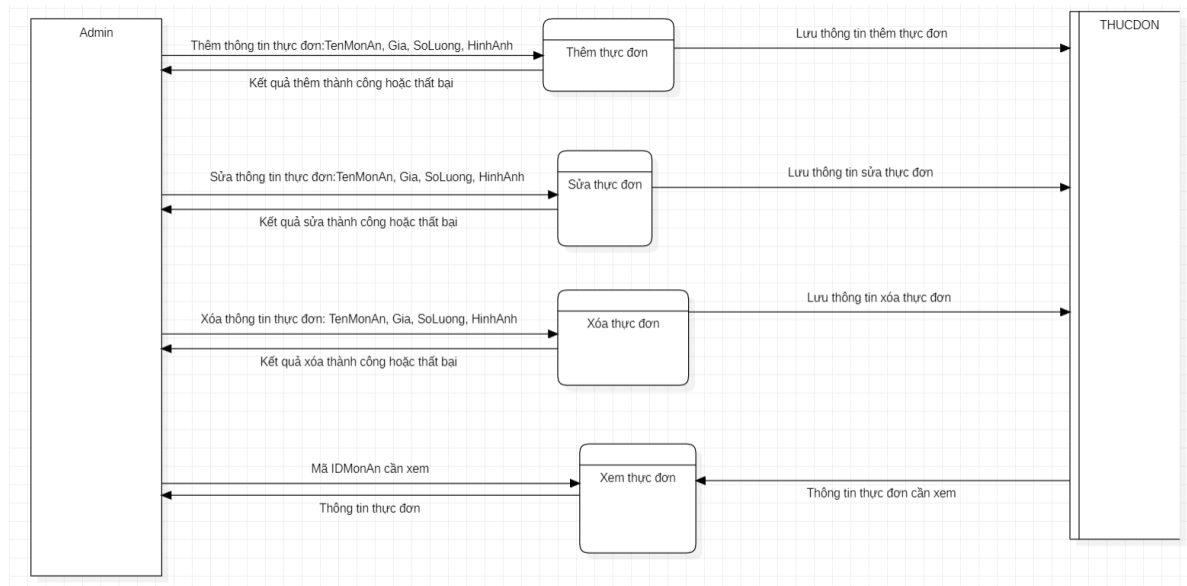 Admin
THUCDON
Thêm thông tin thực đơn:TenMonAn, Gia, SoLuong, HinhAnh
Thêm thực đơn
Lưu thông tin thêm thực đơn
Kết quả thêm thành công hoặc thất bại
Sửa thông tin thực đơn:TenMonAn, Gia, SoLuong, HinhAnh
Sửa thực đơn
Lưu thông tin sửa thực đơn
Kết quả sửa thành công hoặc thất bại
Xóa thông tin thực đơn: TenMonAn, Gia, SoLuong, HinhAnh
Xóa thực đơn
Lưu thông tin xóa thực đơn
Kết quả xóa thành công hoặc thất bại
Mã IDMonAn cần xem
Xem thực đơn
Thông tin thực đơn cần xem
Thông tin thực đơn